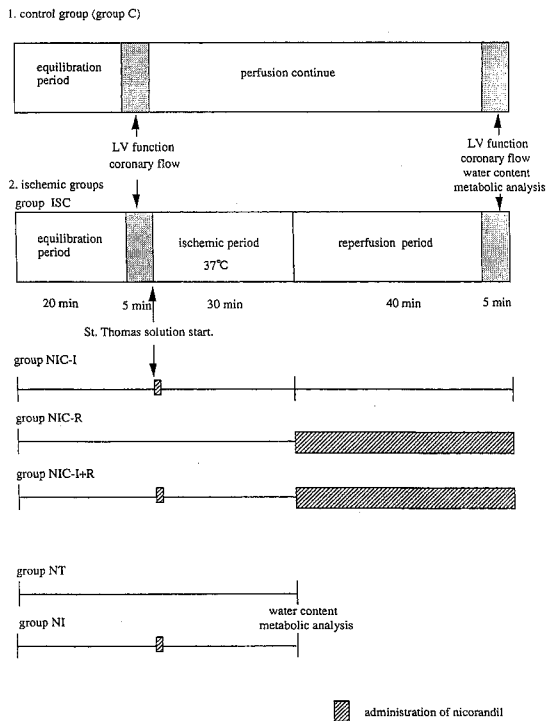 1. control group (group C)
equilibration
period
perfusion continue
LV function
coronary flow
LV function
coronary flow
water content
metabolic analysis
2. ischemic groups
group ISC
equilibration
period
ischemic period
37℃
reperfusion period
20 min
5 min
30 min
40 min
5 min
St. Thomas solution start.
group NIC-I
group NIC-R
group NIC-I+R
group NT
water content
metabolic analysis
group NI
administration of nicorandil